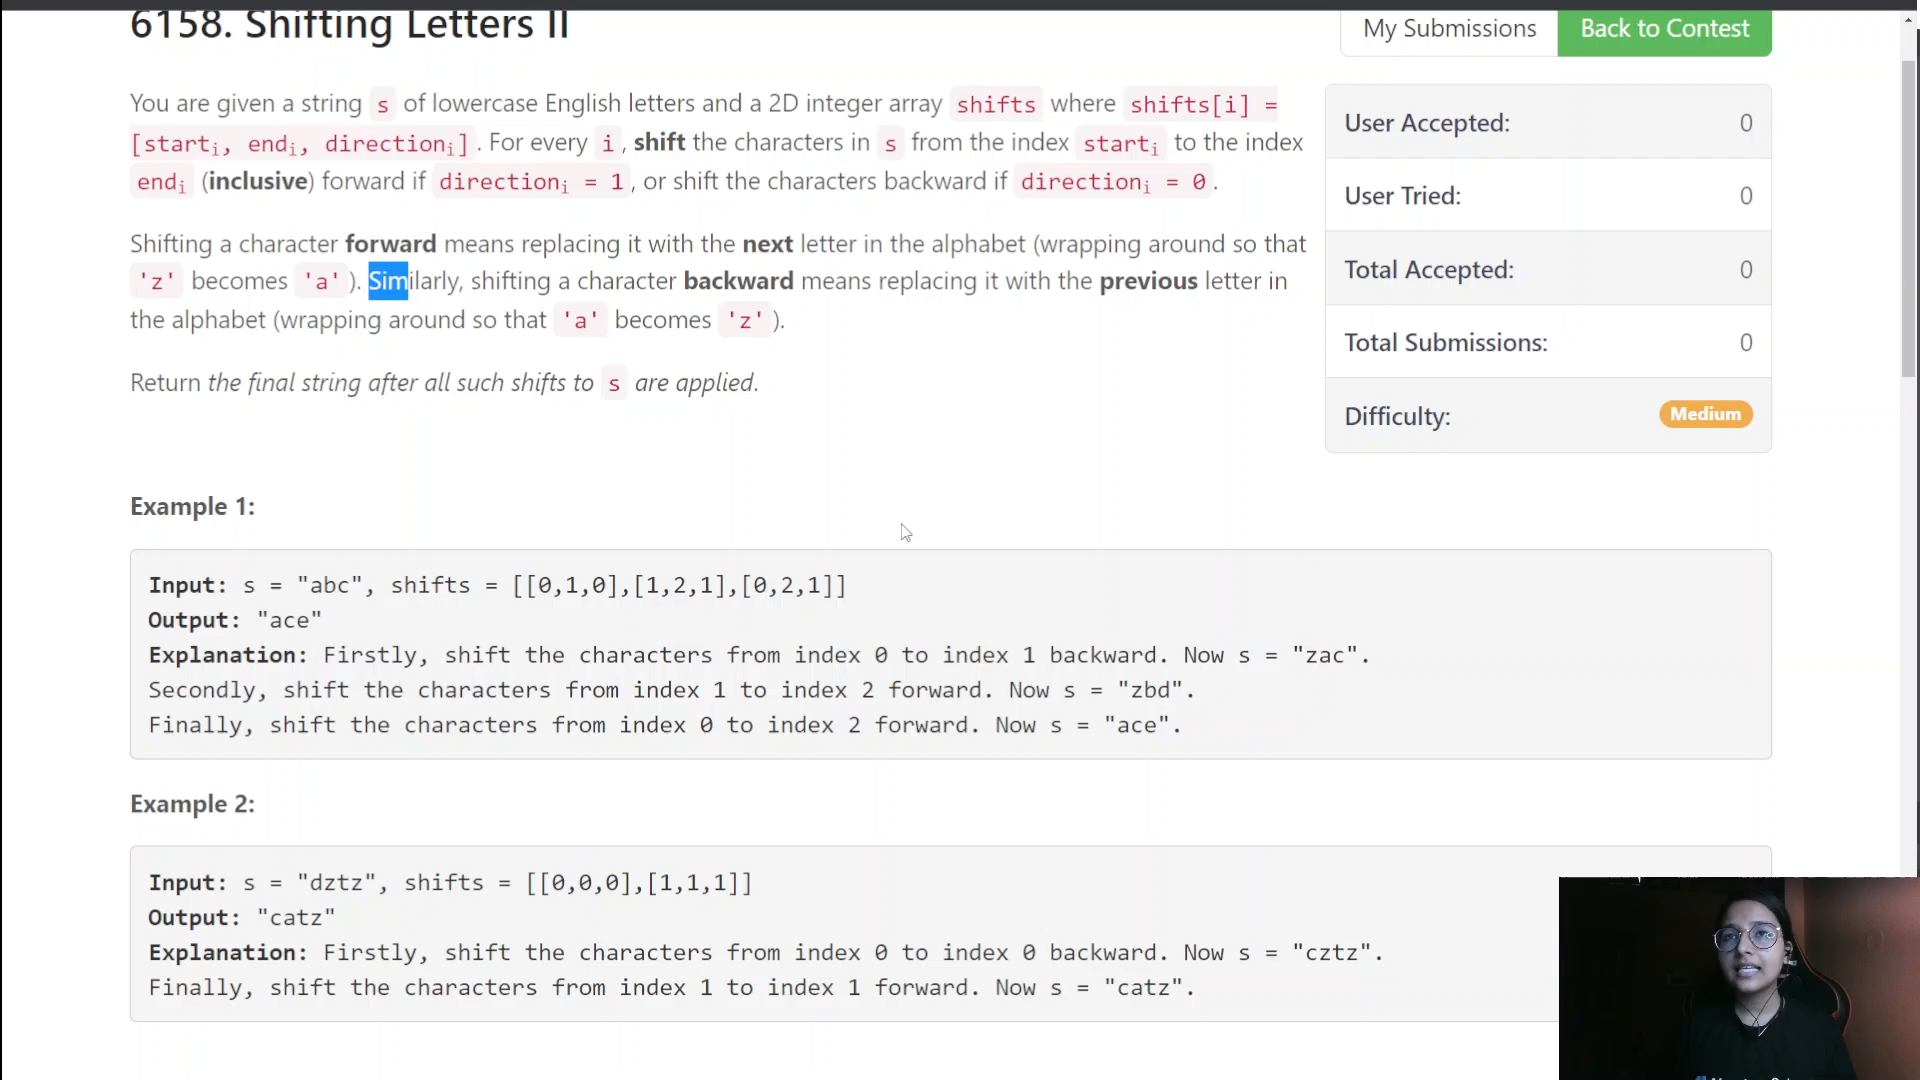 6158. Shifting Letters II
My Submissions
Back to Contest
You are given a string s of lowercase English letters and a 2D integer array shifts where shifts[i] =
[startᵢ, endᵢ, directionᵢ] . For every i , shift the characters in s from the index startᵢ to the index
endᵢ (inclusive) forward if directionᵢ = 1 , or shift the characters backward if directionᵢ = 0 .
Shifting a character forward means replacing it with the next letter in the alphabet (wrapping around so that
'z' becomes 'a' ). Similarly, shifting a character backward means replacing it with the previous letter in
the alphabet (wrapping around so that 'a' becomes 'z' ).
Return the final string after all such shifts to s are applied.
User Accepted: 0
User Tried: 0
Total Accepted: 0
Total Submissions: 0
Difficulty: Medium
Example 1:
Input: s = "abc", shifts = [[0,1,0],[1,2,1],[0,2,1]]
Output: "ace"
Explanation: Firstly, shift the characters from index 0 to index 1 backward. Now s = "zac".
Secondly, shift the characters from index 1 to index 2 forward. Now s = "zbd".
Finally, shift the characters from index 0 to index 2 forward. Now s = "ace".
Example 2:
Input: s = "dztz", shifts = [[0,0,0],[1,1,1]]
Output: "catz"
Explanation: Firstly, shift the characters from index 0 to index 0 backward. Now s = "cztz".
Finally, shift the characters from index 1 to index 1 forward. Now s = "catz".